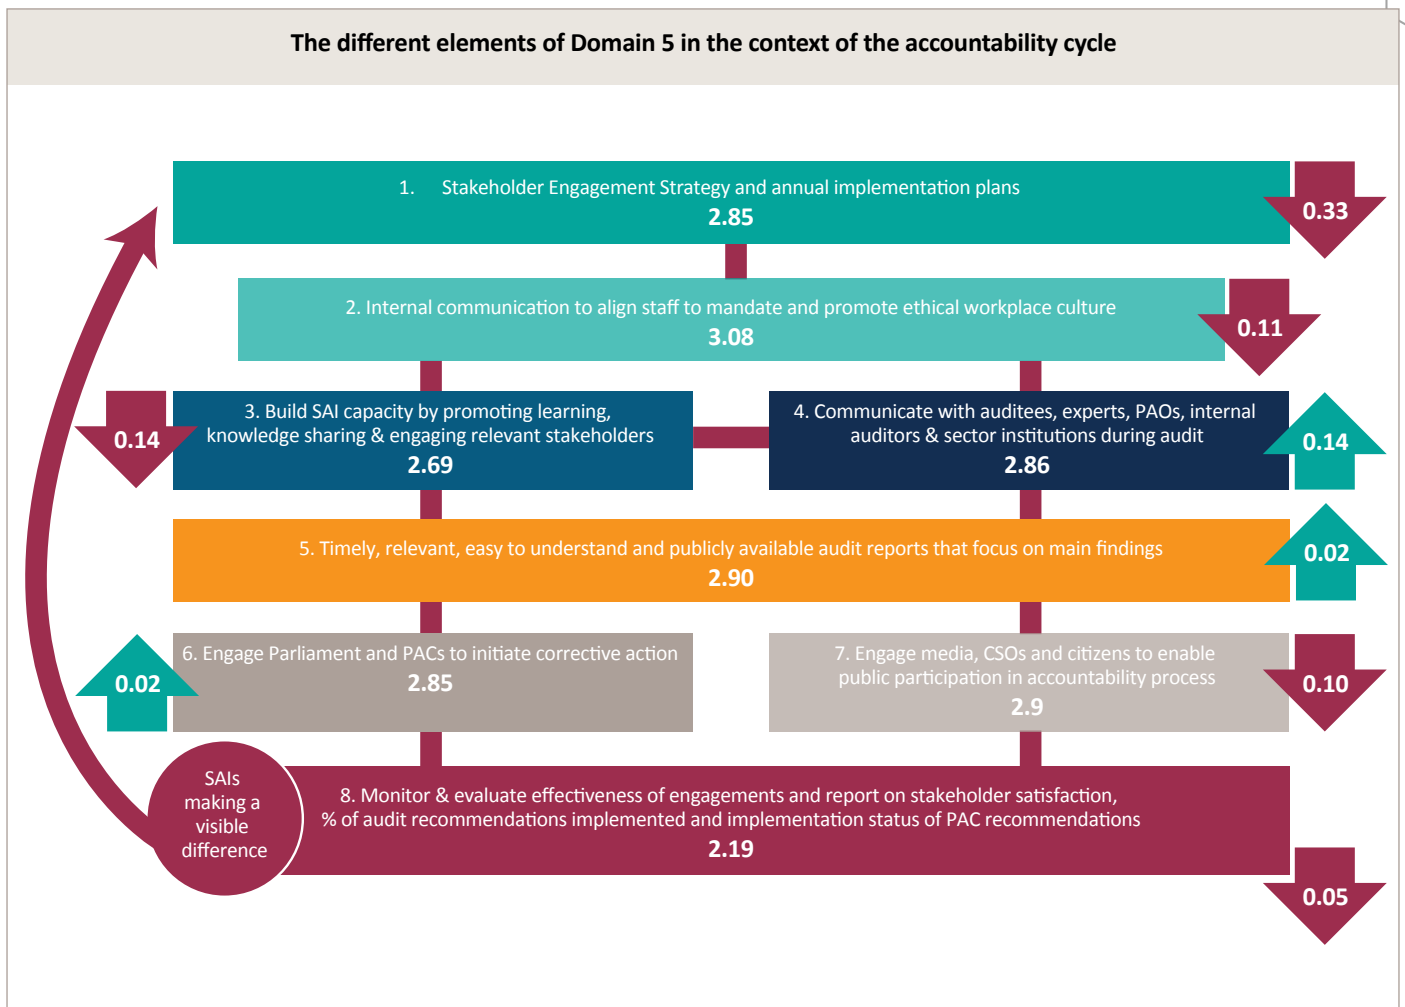 The different elements of Domain 5 in the context of the accountability cycle
1. Stakeholder Engagement Strategy and annual implementation plans
2.85
0.33
2. Internal communication to align staff to mandate and promote ethical workplace culture
3.08
0.11
0.14
3. Build SAI capacity by promoting learning,
knowledge sharing & engaging relevant stakeholders
2.69
4. Communicate with auditees, experts, PAOs, internal
auditors & sector institutions during audit
2.86
0.14
5. Timely, relevant, easy to understand and publicly available audit reports that focus on main findings
2.90
0.02
0.02
6. Engage Parliament and PACs to initiate corrective action
2.85
7. Engage media, CSOs and citizens to enable
public participation in accountability process
2.9
0.10
SAIs
making a
visible
difference
8. Monitor & evaluate effectiveness of engagements and report on stakeholder satisfaction,
% of audit recommendations implemented and implementation status of PAC recommendations
2.19
0.05